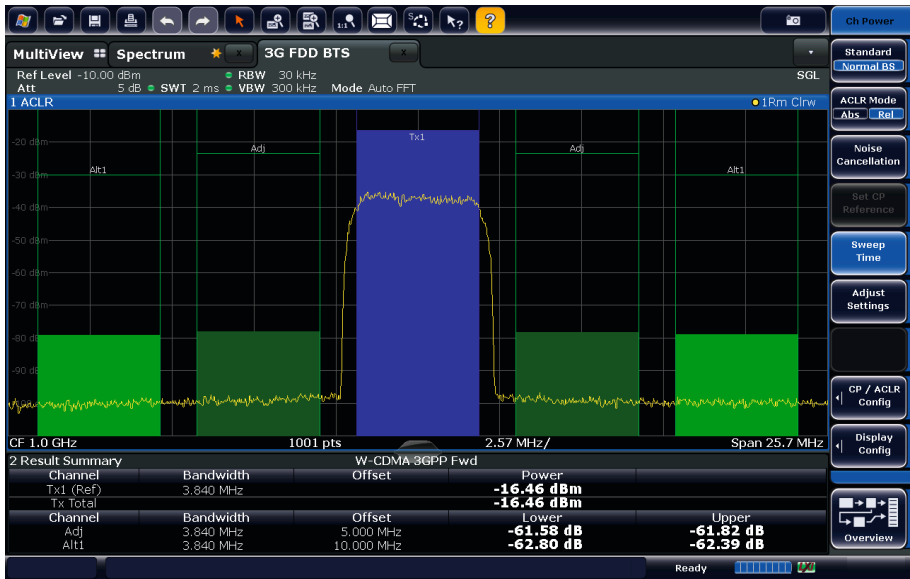 1:1
S
?
?
Ch Power
MultiView Spectrum x 3G FDD BTS x
Ref Level -10.00 dBm RBW 30 kHz SGL
Att 5 dB SWT 2 ms VBW 300 kHz Mode Auto FFT
1 ACLR 1Rm Clrw
Tx1
-20 dBm
Adj Adj
Alt1 Alt1
-30 dBm
-40 dBm
-50 dBm
-60 dBm
-70 dBm
-80 dB
-90 dB
CF 1.0 GHz 1001 pts 2.57 MHz/ Span 25.7 MHz
2 Result Summary W-CDMA 3GPP Fwd
Channel Bandwidth Offset Power
Tx1 (Ref) 3.840 MHz -16.46 dBm
Tx Total -16.46 dBm
Channel Bandwidth Offset Lower Upper
Adj 3.840 MHz 5.000 MHz -61.58 dB -61.82 dB
Alt1 3.840 MHz 10.000 MHz -62.80 dB -62.39 dB
Standard
Normal BS
ACLR Mode
Abs Rel
Noise
Cancellation
Set CP
Reference
Sweep
Time
Adjust
Settings
CP / ACLR
Config
Display
Config
Overview
Ready